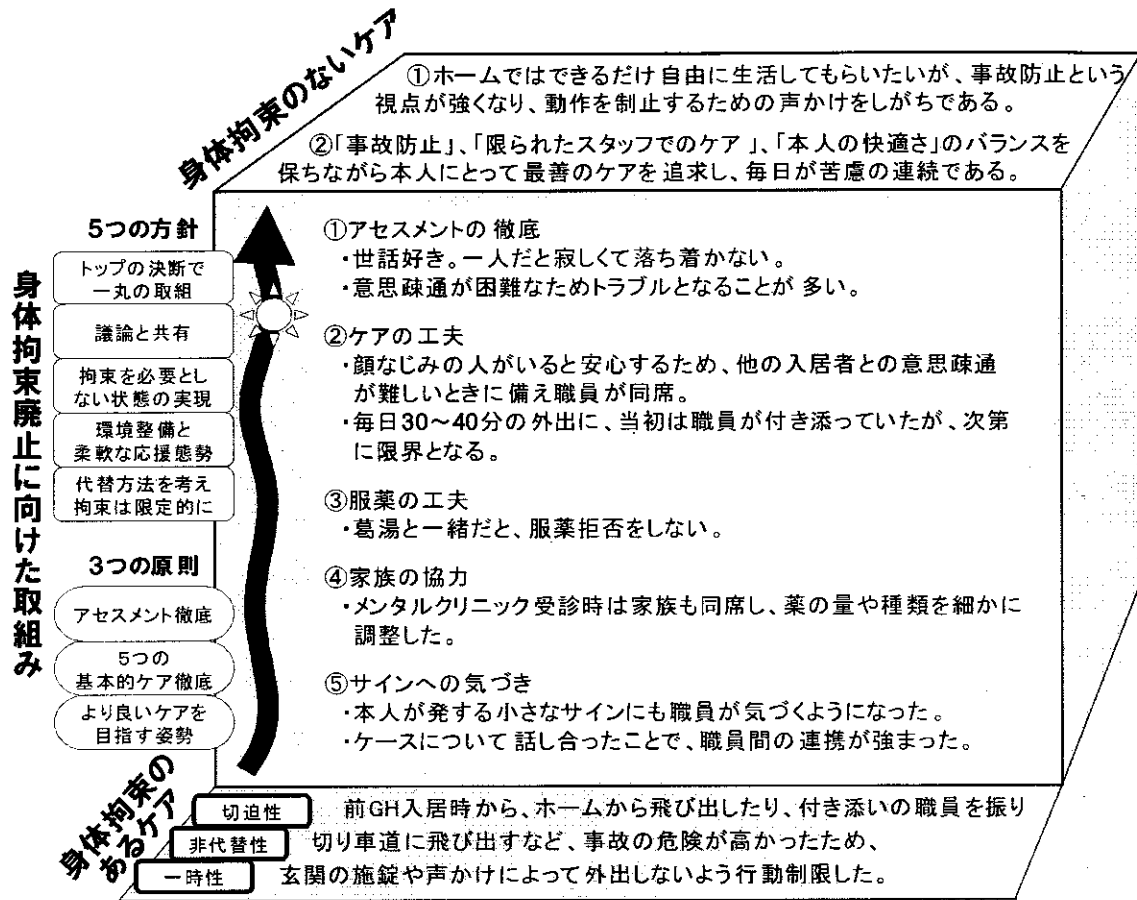 身体拘束のないケア
①ホームではできるだけ自由に生活してもらいたいが、事故防止という
視点が強くなり、動作を制止するための声かけをしがちである。
②「事故防止」、「限られたスタッフでのケア」、「本人の快適さ」のバランスを
保ちながら本人にとって最善のケアを追求し、毎日が苦慮の連続である。
身体拘束廃止に向けた取組み
5つの方針
トップの決断で
一丸の取組
議論と共有
拘束を必要とし
ない状態の実現
環境整備と
柔軟な応援態勢
代替方法を考え
拘束は限定的に
3つの原則
アセスメント徹底
5つの
基本的ケア徹底
より良いケアを
目指す姿勢
①アセスメントの徹底
・世話好き。一人だと寂しくて落ち着かない。
・意思疎通が困難なためトラブルとなることが多い。
②ケアの工夫
・顔なじみの人がいると安心するため、他の入居者との意思疎通
が難しいときに備え職員が同席。
・毎日30～40分の外出に、当初は職員が付き添っていたが、次第
に限界となる。
③服薬の工夫
・葛湯と一緒だと、服薬拒否をしない。
④家族の協力
・メンタルクリニック受診時は家族も同席し、薬の量や種類を細かに
調整した。
⑤サインへの気づき
・本人が発する小さなサインにも職員が気づくようになった。
・ケースについて話し合ったことで、職員間の連携が強まった。
身体拘束の
あるケア
切迫性
前GH入居時から、ホームから飛び出したり、付き添いの職員を振り
非代替性
切り車道に飛び出すなど、事故の危険が高かったため、
一時性
玄関の施錠や声かけによって外出しないよう行動制限した。